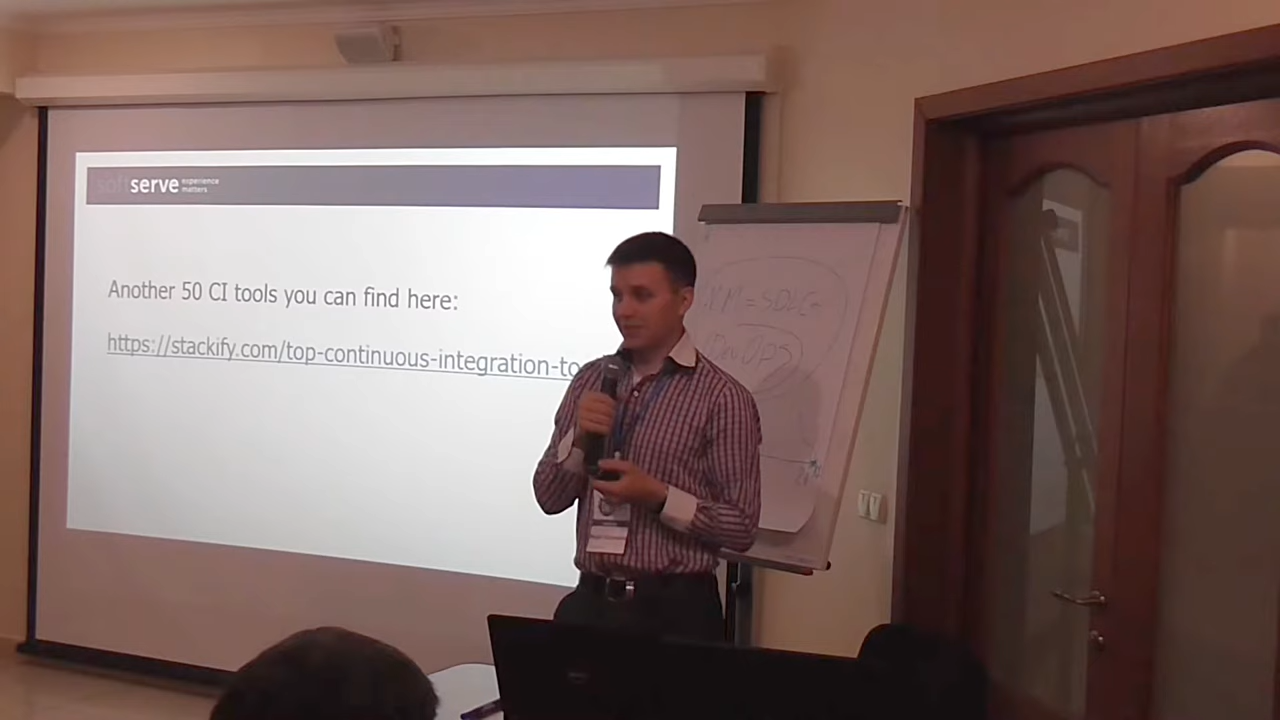 softserve experience
matters
Another 50 CI tools you can find here:
https://stackify.com/top-continuous-integration-to
DevOPS